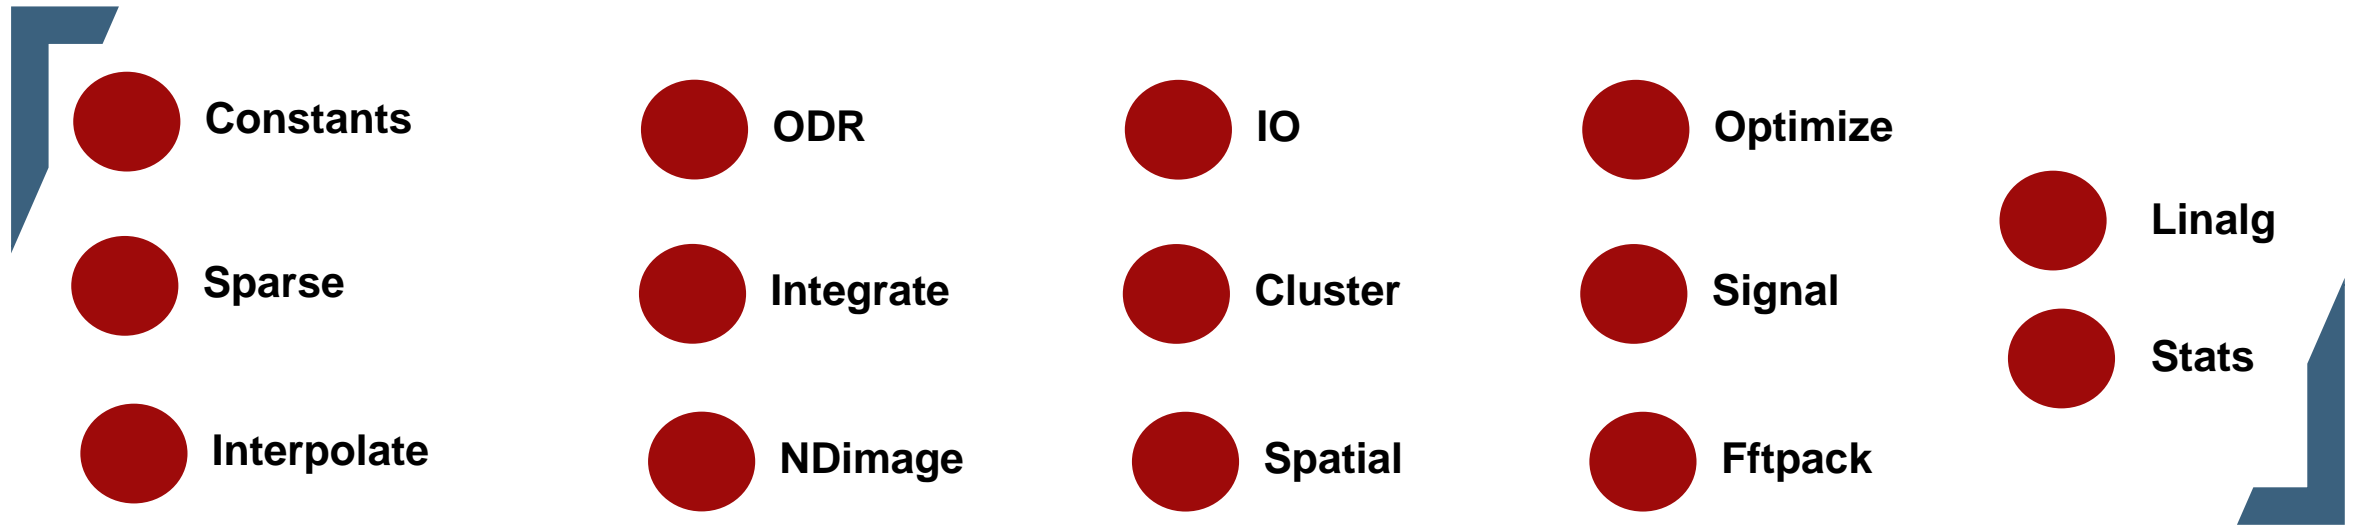 Constants
ODR
IO
Optimize
Linalg
Sparse
Integrate
Cluster
Signal
Stats
Interpolate
NDimage
Spatial
Fftpack